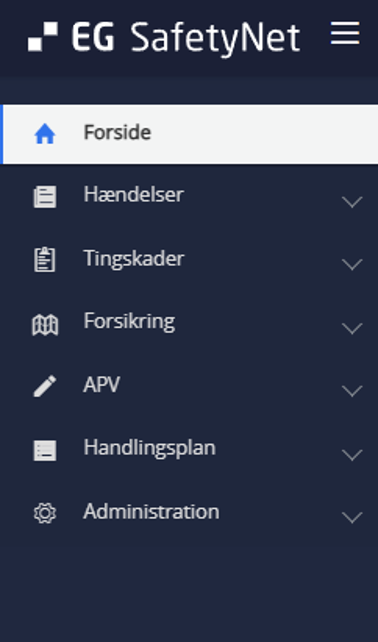 EG SafetyNet
Forside
Hændelser
Tingskader
Forsikring
APV
Handlingsplan
Administration